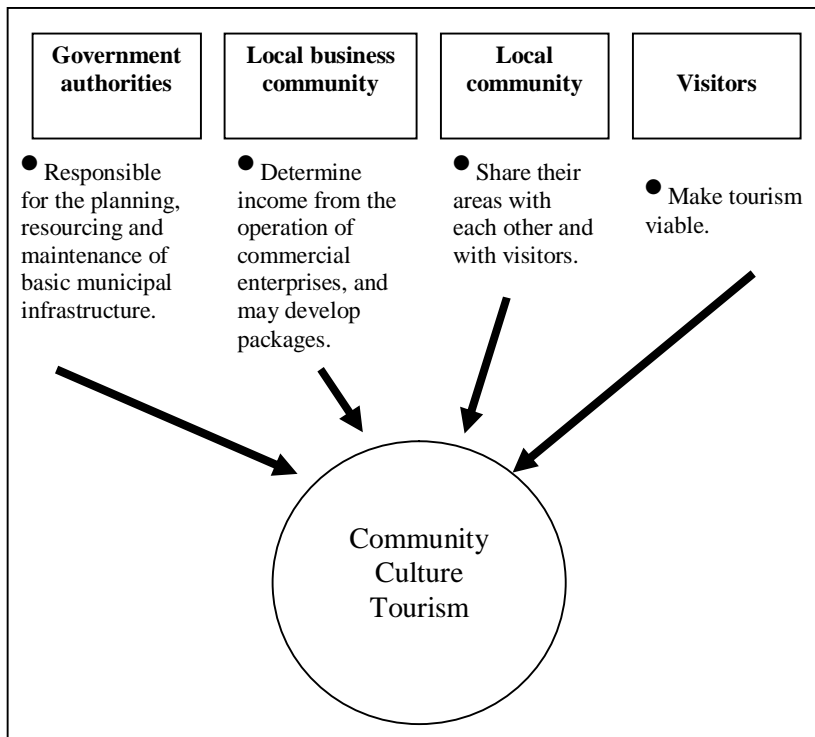 Government
authorities
Local business
community
Local
community
Visitors
● Responsible
for the planning,
resourcing and
maintenance of
basic municipal
infrastructure.
● Determine
income from the
operation of
commercial
enterprises, and
may develop
packages.
● Share their
areas with
each other and
with visitors.
● Make tourism
viable.
Community
Culture
Tourism